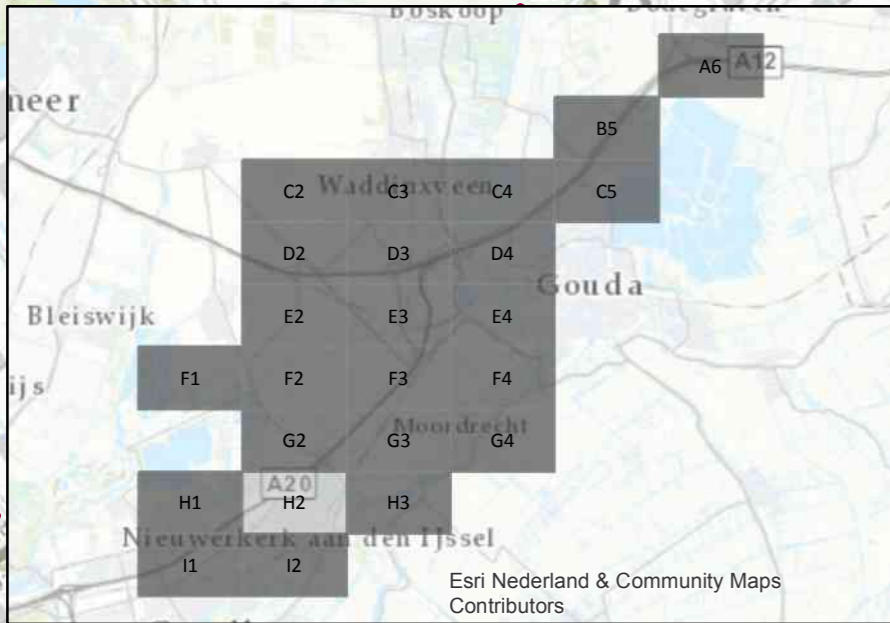 Boskoop
A6 A12
meer
B5
C2 Waddinxveen C3 C4 C5
D2 D3 D4
Gouda
Bleiswijk E2 E3 E4
F1 F2 F3 F4
ijs
Moordrecht
G2 G3 G4
A20
H1 H2 H3
Nieuwerkerk aan den IJssel
I1 I2
Esri Nederland & Community Maps
Contributors